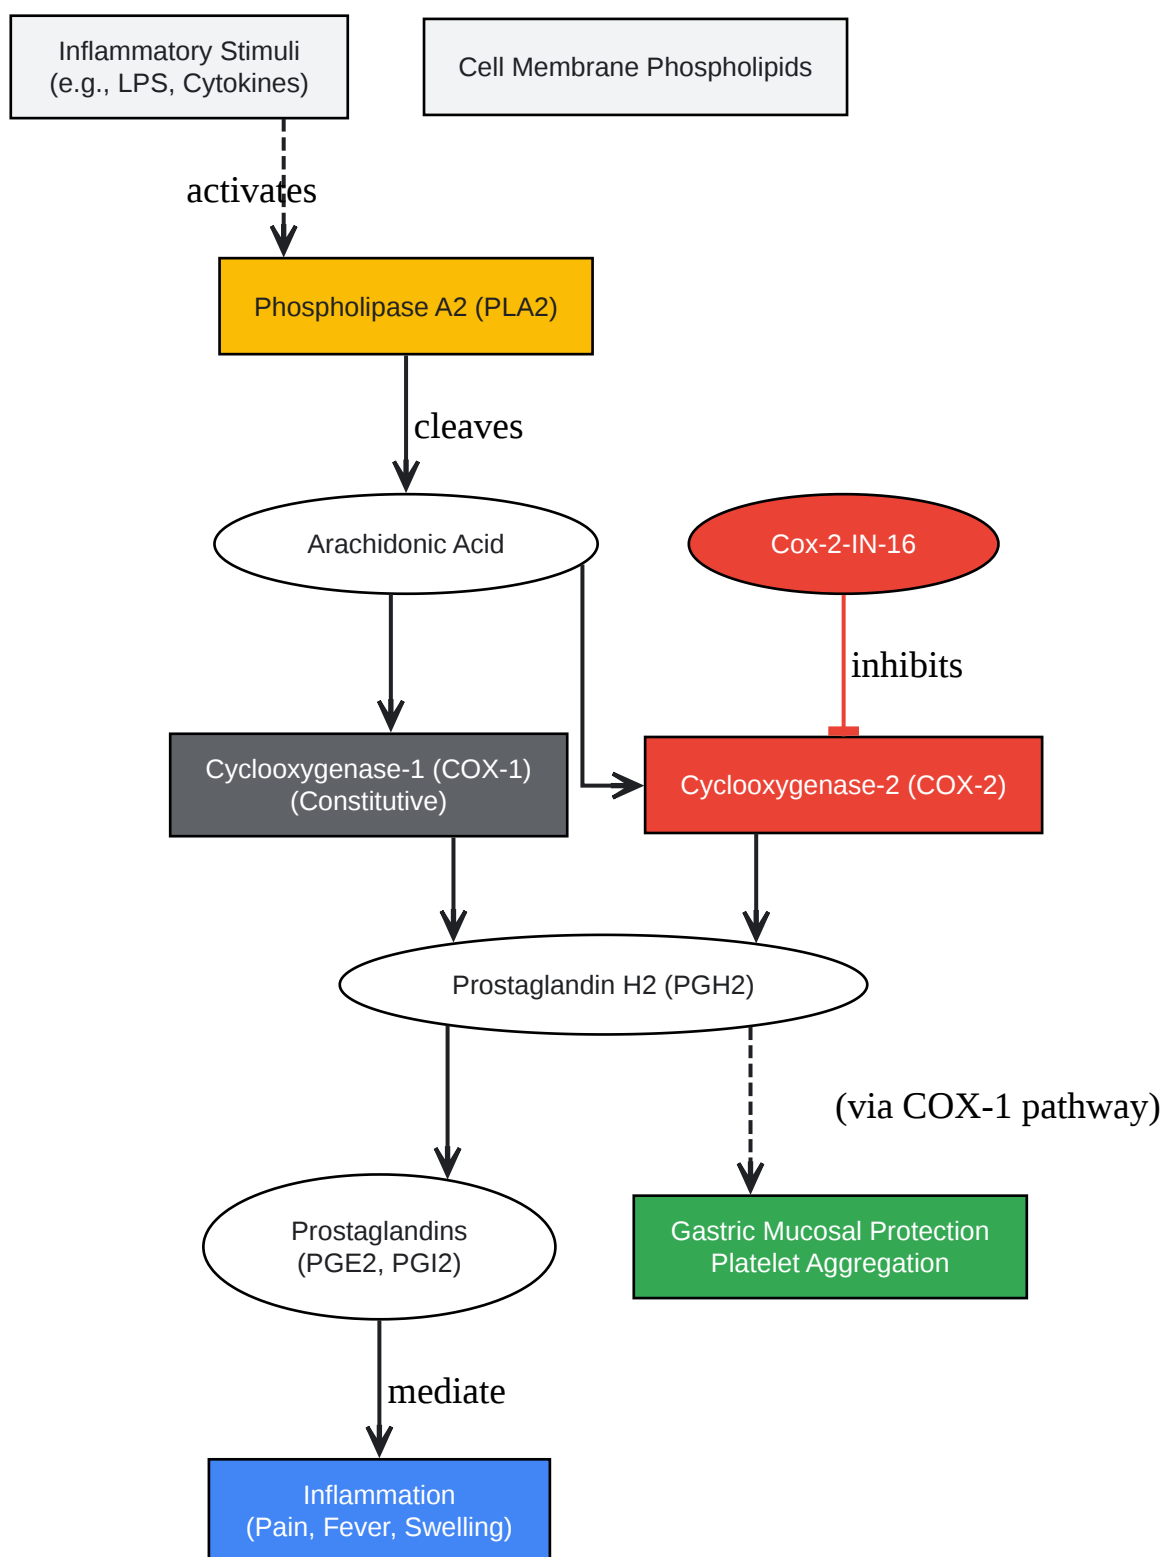 Inflammatory Stimuli
(e.g., LPS, Cytokines)
Cell Membrane Phospholipids
activates
Phospholipase A2 (PLA2)
cleaves
Arachidonic Acid
Cox-2-IN-16
inhibits
Cyclooxygenase-1 (COX-1)
(Constitutive)
Cyclooxygenase-2 (COX-2)
Prostaglandin H2 (PGH2)
(via COX-1 pathway)
Prostaglandins
(PGE2, PGI2)
Gastric Mucosal Protection
Platelet Aggregation
mediate
Inflammation
(Pain, Fever, Swelling)